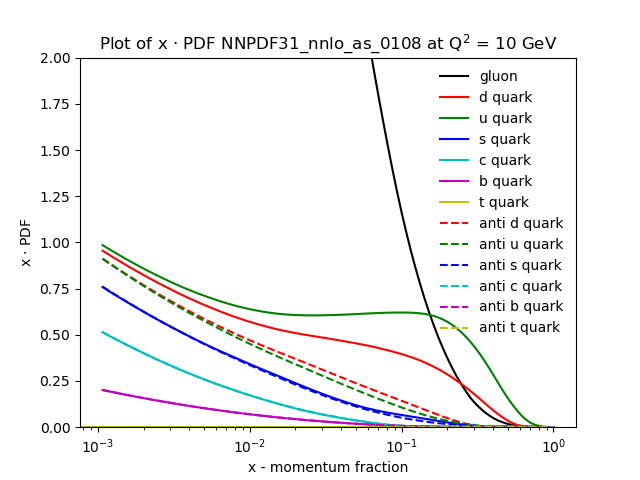 Plot of x · PDF NNPDF31_nnlo_as_0108 at Q² = 10 GeV
2.00
1.75
1.50
1.25
1.00
0.75
0.50
0.25
0.00
x · PDF
gluon
d quark
u quark
s quark
c quark
b quark
t quark
anti d quark
anti u quark
anti s quark
anti c quark
anti b quark
anti t quark
10⁻³ 10⁻² 10⁻¹ 10⁰
x - momentum fraction